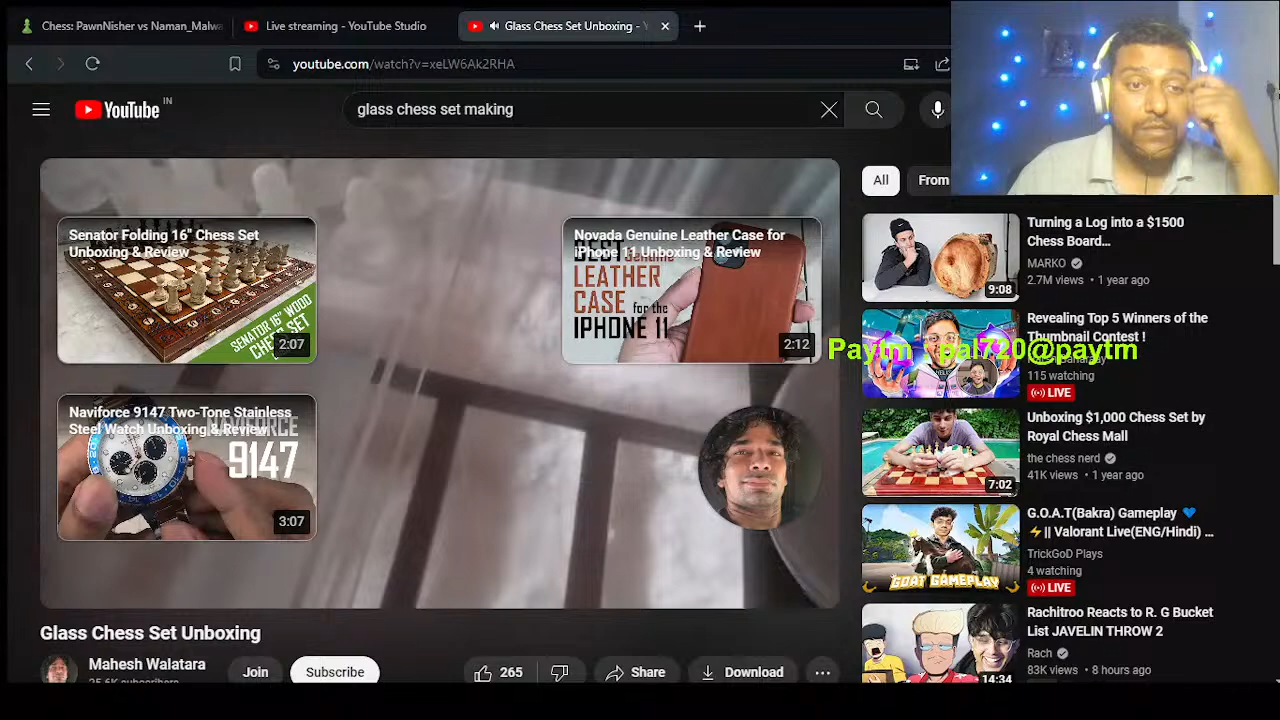 Chess: PawnNisher vs Naman_Malwa
Live streaming - YouTube Studio
Glass Chess Set Unboxing - Y
youtube.com/watch?v=xeLW6Ak2RHA
YouTube IN
glass chess set making
All
From
Senator Folding 16" Chess Set
Unboxing & Review
SENATOR 16" WOOD
CHESS SET
2:07
Novada Genuine Leather Case for
iPhone 11 Unboxing & Review
BEST GENUINE
LEATHER
CASE for the
IPHONE 11
2:12
Naviforce 9147 Two-Tone Stainless
Steel Watch Unboxing & Review
9147
3:07
Glass Chess Set Unboxing
Mahesh Walatara
25.6K subscribers
Join
Subscribe
265
Share
Download
Turning a Log into a $1500
Chess Board...
MARKO
2.7M views • 1 year ago
9:08
Revealing Top 5 Winners of the
Thumbnail Contest !
Paytm : pal720@paytm
115 watching
LIVE
Unboxing $1,000 Chess Set by
Royal Chess Mall
the chess nerd
41K views • 1 year ago
7:02
G.O.A.T(Bakra) Gameplay 💙
⚡|| Valorant Live(ENG/Hindi) ...
TrickGoD Plays
4 watching
LIVE
GOAT GAMEPLAY
Rachitroo Reacts to R. G Bucket
List JAVELIN THROW 2
Rach
83K views • 8 hours ago
14:34